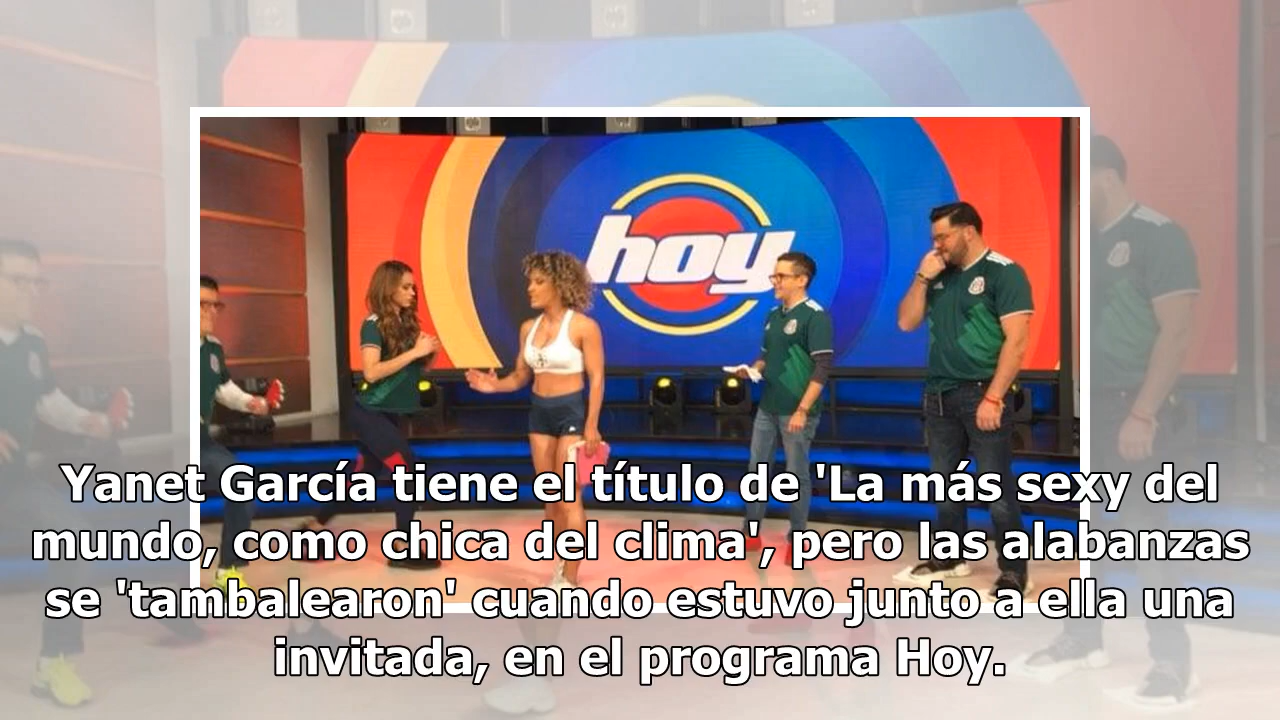 hoy
Yanet García tiene el título de 'La más sexy del
mundo, como chica del clima', pero las alabanzas
se 'tambalearon' cuando estuvo junto a ella una
invitada, en el programa Hoy.